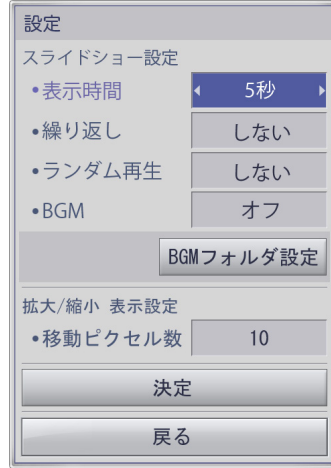 設定
スライドショー設定
•表示時間 5秒
•繰り返し しない
•ランダム再生 しない
•BGM オフ
BGMフォルダ設定
拡大/縮小 表示設定
•移動ピクセル数 10
決定
戻る